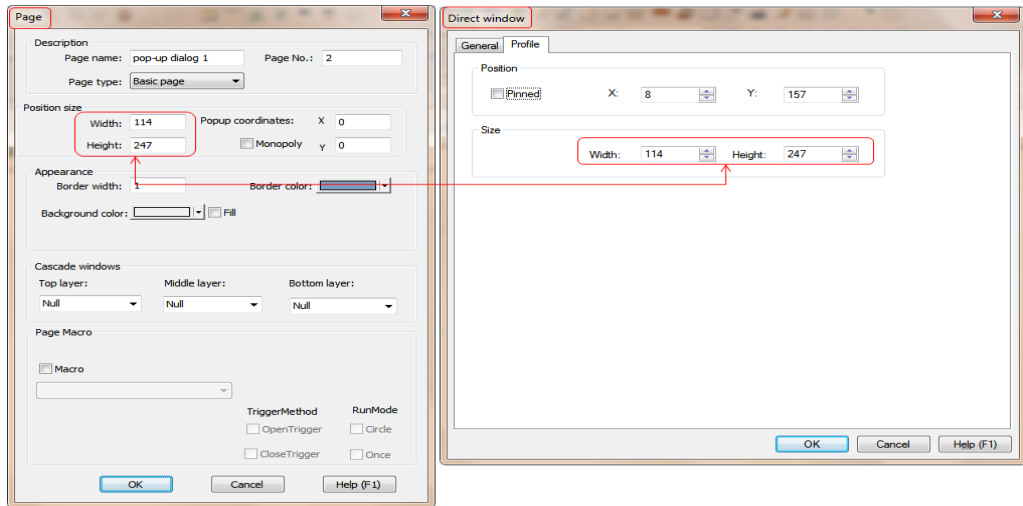 Page
Description
Page name: pop-up dialog 1 Page No.: 2
Page type: Basic page
Position size
Width: 114 Popup coordinates: X 0
Height: 247 Monopoly Y 0
Appearance
Border width: 1 Border color:
Background color: Fill
Cascade windows
Top layer: Middle layer: Bottom layer:
Null Null Null
Page Macro
Macro
TriggerMethod RunMode
OpenTrigger Circle
CloseTrigger Once
OK Cancel Help (F1)
Direct window
General Profile
Position
Pinned X: 8 Y: 157
Size
Width: 114 Height: 247
OK Cancel Help (F1)